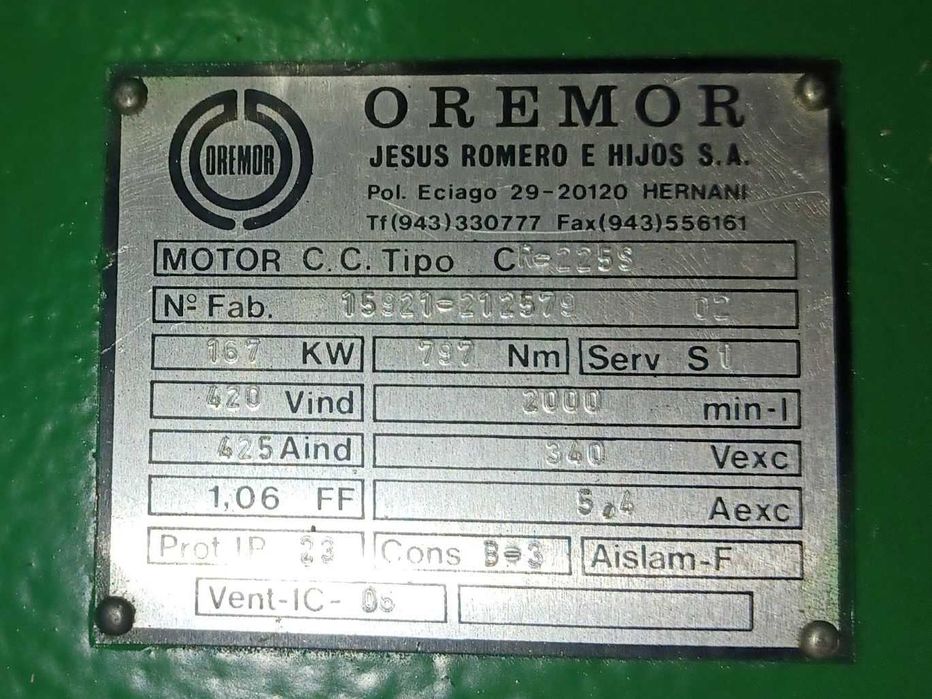 OREMOR
OREMOR
JESUS ROMERO E HIJOS S.A.
Pol. Eciago 29-20120 HERNANI
Tf(943)330777 Fax(943)556161
MOTOR C.C. Tipo CR-225S
Nº Fab. 15921-212579 02
167 KW 797 Nm Serv S1
420 Vind 2000 min-1
425 Aind 340 Vexc
1,06 FF 5,4 Aexc
Prot IP 23 Cons B-3 Aislam-F
Vent-IC-06